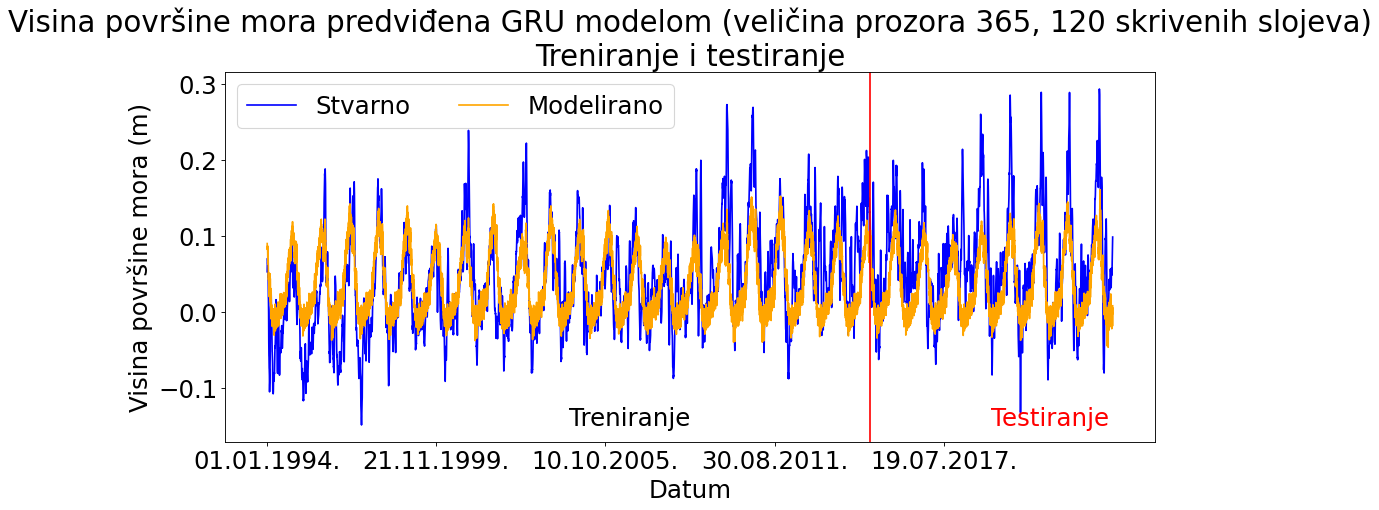 Visina površine mora predviđena GRU modelom (veličina prozora 365, 120 skrivenih slojeva)
Treniranje i testiranje
Stvarno
Modelirano
Visina površine mora (m)
0.3
0.2
0.1
0.0
−0.1
Treniranje
Testiranje
01.01.1994.
21.11.1999.
10.10.2005.
30.08.2011.
19.07.2017.
Datum